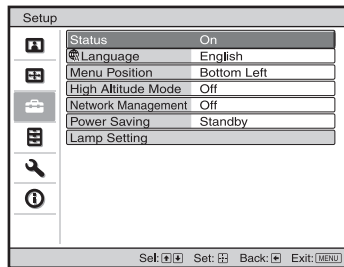 Setup
Status On
Language English
Menu Position Bottom Left
High Altitude Mode Off
Network Management Off
Power Saving Standby
Lamp Setting
Sel: Set: Back: Exit: MENU